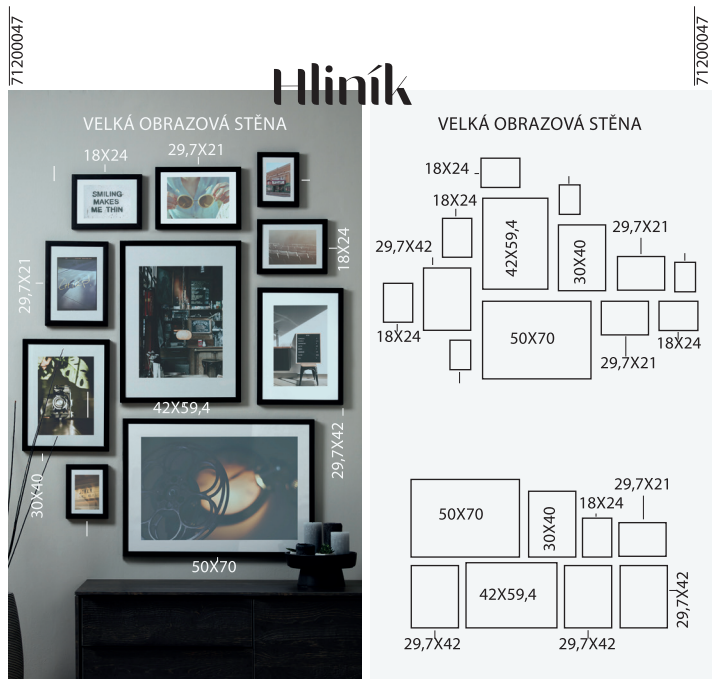 71200047
71200047
Hliník
VELKÁ OBRAZOVÁ STĚNA
18X24
29,7X21
SMILING
MAKES
ME THIN
29,7X21
18X24
42X59,4
29,7X42
30X40
50X70
VELKÁ OBRAZOVÁ STĚNA
18X24
18X24
29,7X42
42X59,4
30X40
29,7X21
18X24
50X70
29,7X21
18X24
50X70
30X40
18X24
29,7X21
42X59,4
29,7X42
29,7X42
29,7X42